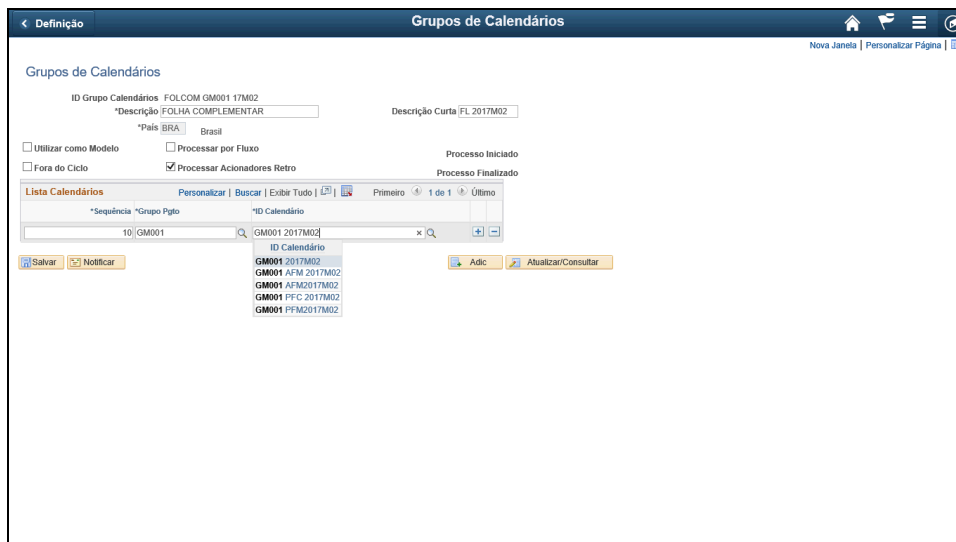 Definição
Grupos de Calendários
Nova Janela | Personalizar Página |
Grupos de Calendários
ID Grupo Calendários FOLCOM GM001 17M02
*Descrição FOLHA COMPLEMENTAR
Descrição Curta FL 2017M02
*País BRA Brasil
Utilizar como Modelo
Processar por Fluxo
Processo Iniciado
Fora do Ciclo
Processar Acionadores Retro
Processo Finalizado
Lista Calendários
Personalizar | Buscar | Exibir Tudo |
Primeiro 1 de 1 Último
*Sequência *Grupo Pgto *ID Calendário
10 GM001 GM001 2017M02
ID Calendário
GM001 2017M02
GM001 AFM 2017M02
GM001 AFM2017M02
GM001 PFC 2017M02
GM001 PFM2017M02
Salvar Notificar Adic Atualizar/Consultar